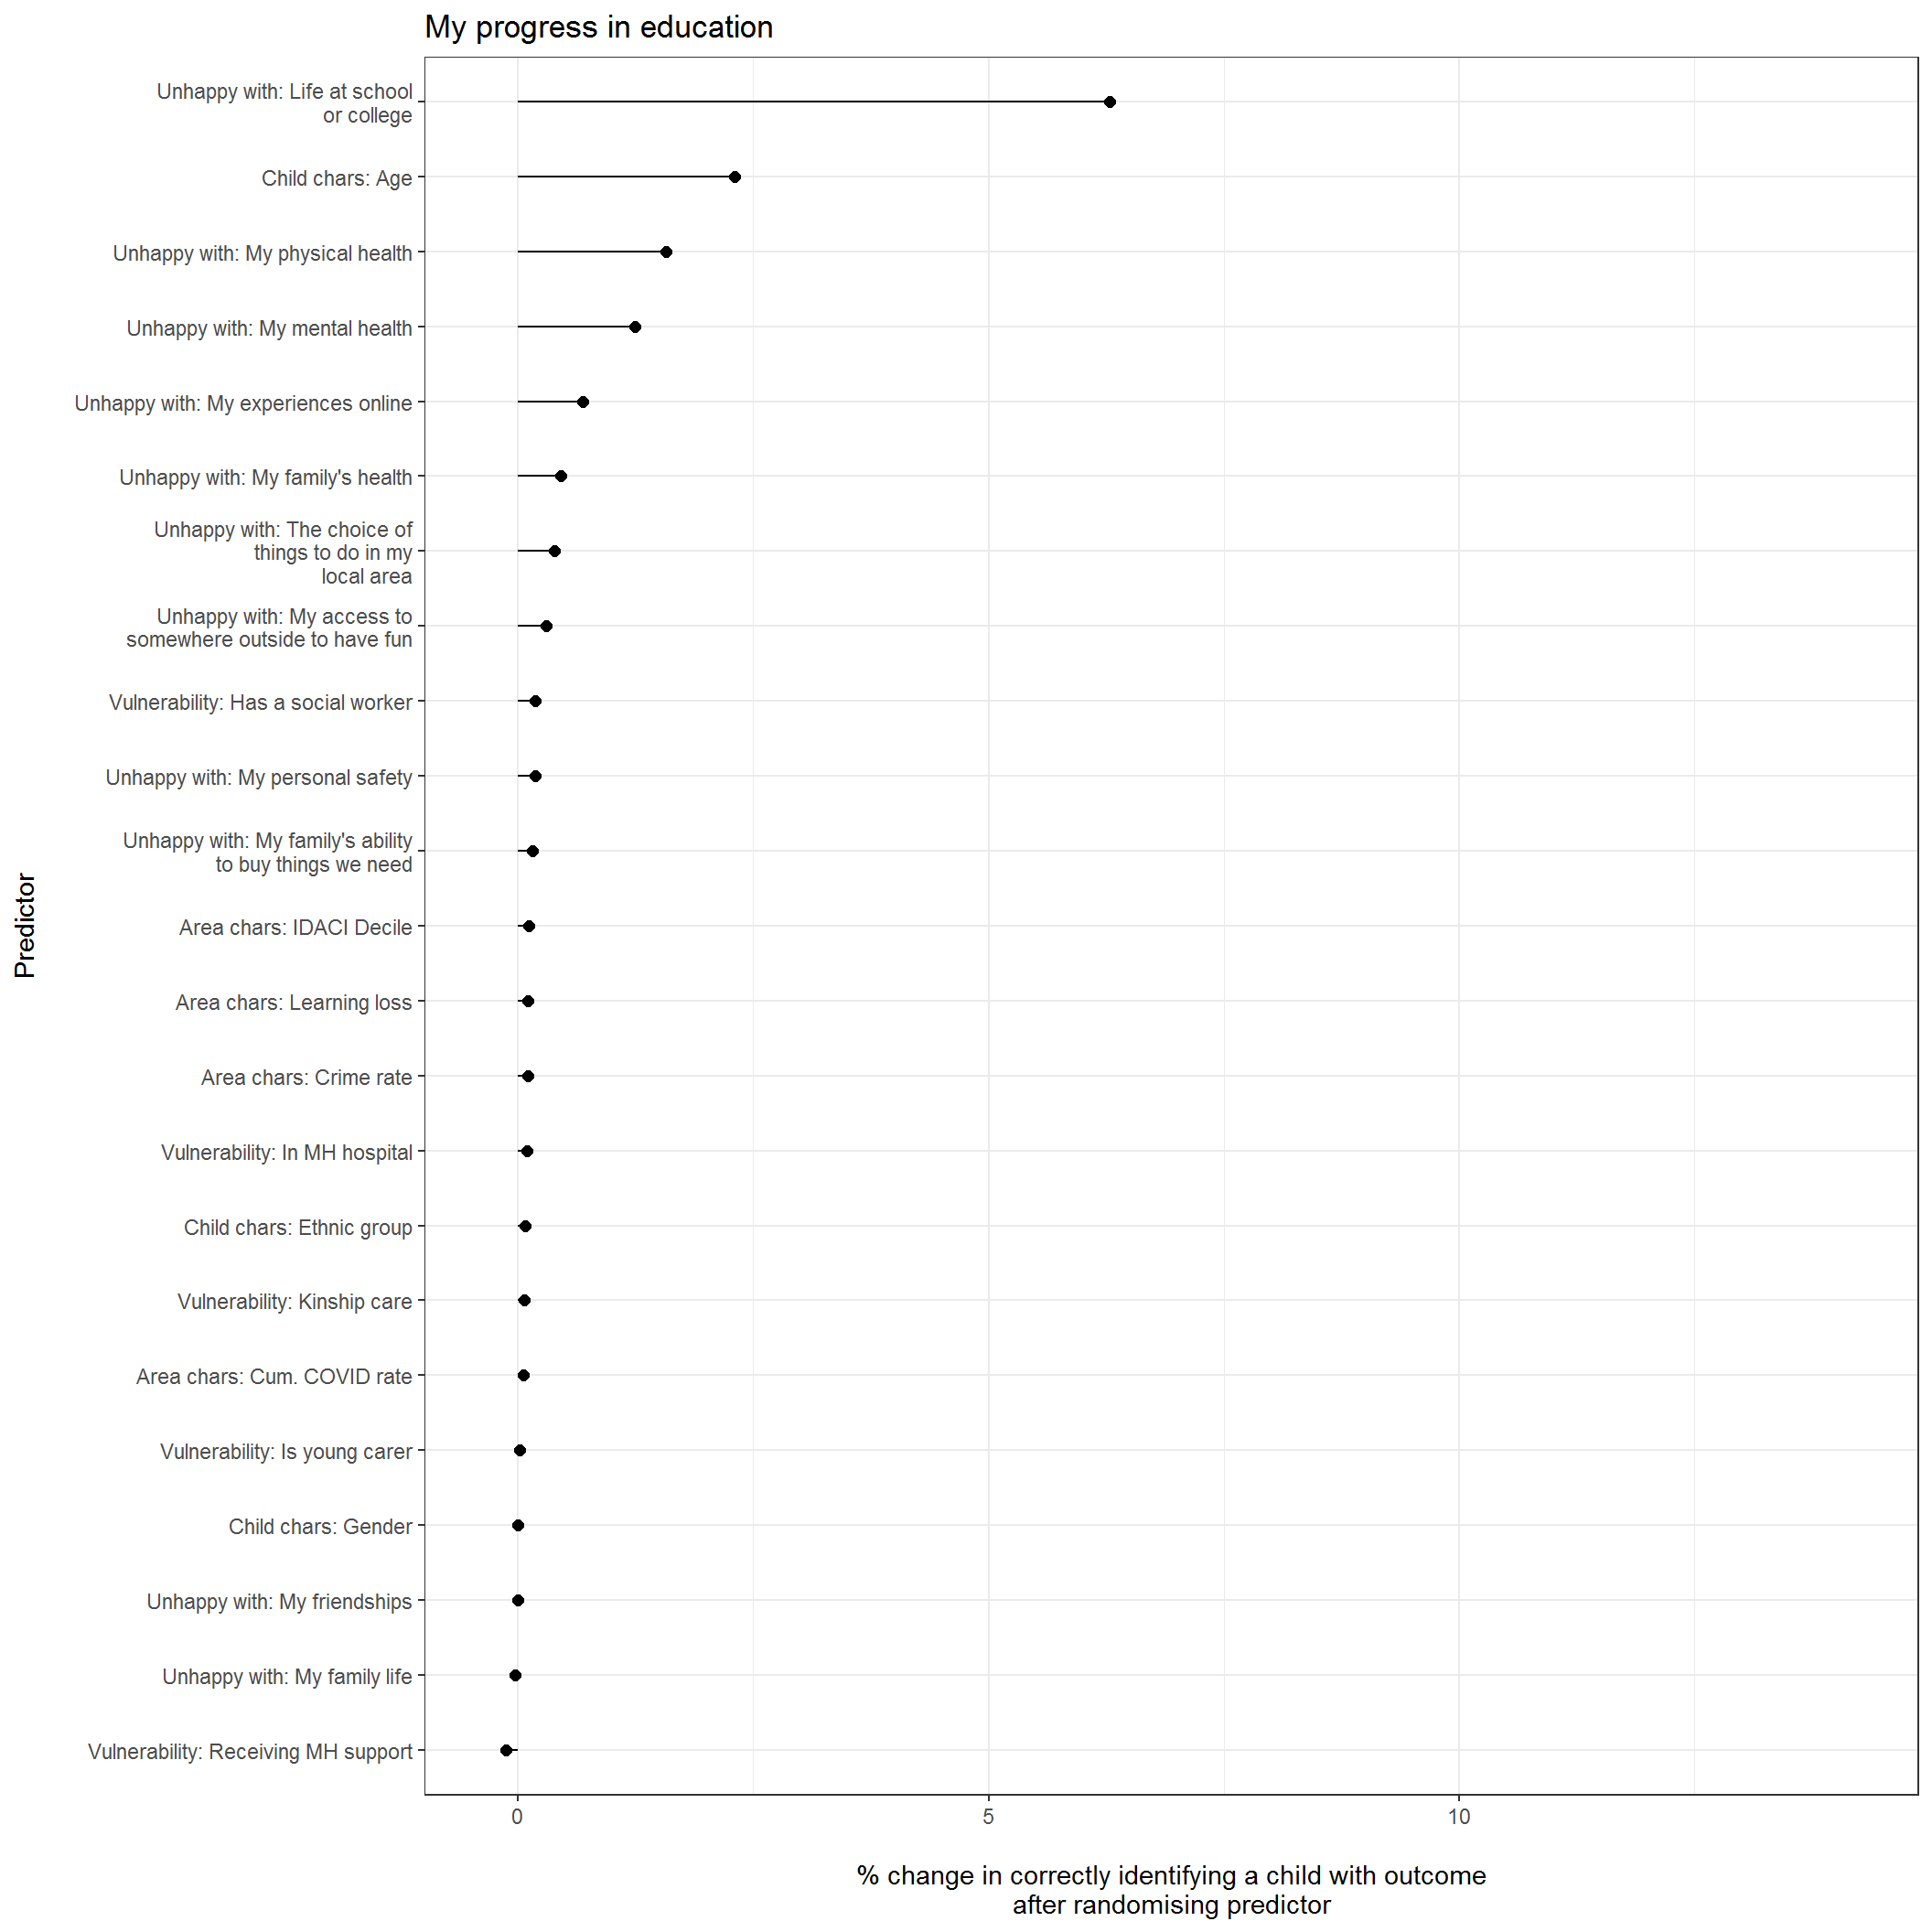 My progress in education
Unhappy with: Life at school
or college
Child chars: Age
Unhappy with: My physical health
Unhappy with: My mental health
Unhappy with: My experiences online
Unhappy with: My family's health
Unhappy with: The choice of
things to do in my
local area
Unhappy with: My access to
somewhere outside to have fun
Vulnerability: Has a social worker
Unhappy with: My personal safety
Unhappy with: My family's ability
to buy things we need
Area chars: IDACI Decile
Area chars: Learning loss
Area chars: Crime rate
Vulnerability: In MH hospital
Child chars: Ethnic group
Vulnerability: Kinship care
Area chars: Cum. COVID rate
Vulnerability: Is young carer
Child chars: Gender
Unhappy with: My friendships
Unhappy with: My family life
Vulnerability: Receiving MH support
Predictor
0 5 10
% change in correctly identifying a child with outcome
after randomising predictor